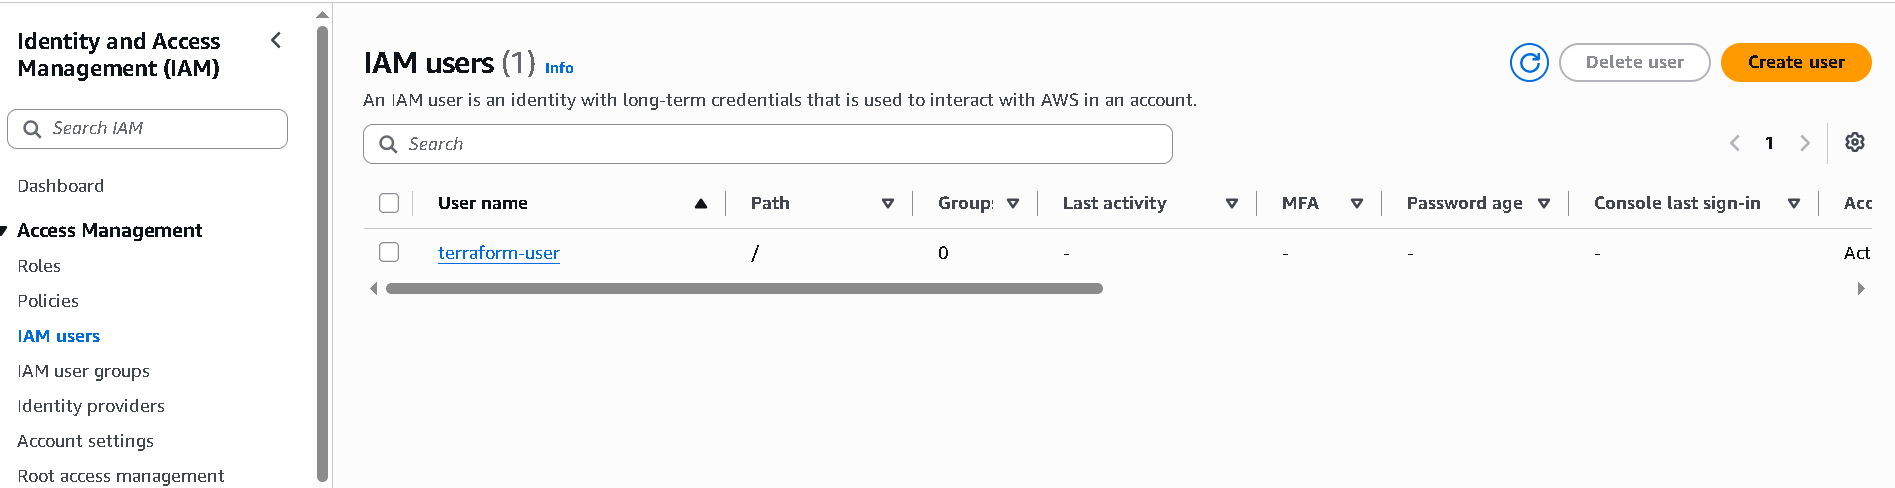 Identity and Access
Management (IAM)
Search IAM
Dashboard
Access Management
Roles
Policies
IAM users
IAM user groups
Identity providers
Account settings
Root access management
IAM users (1) Info
Delete user
Create user
An IAM user is an identity with long-term credentials that is used to interact with AWS in an account.
Search
1
User name Path Group Last activity MFA Password age Console last sign-in Acc
terraform-user / 0 - - - - Act